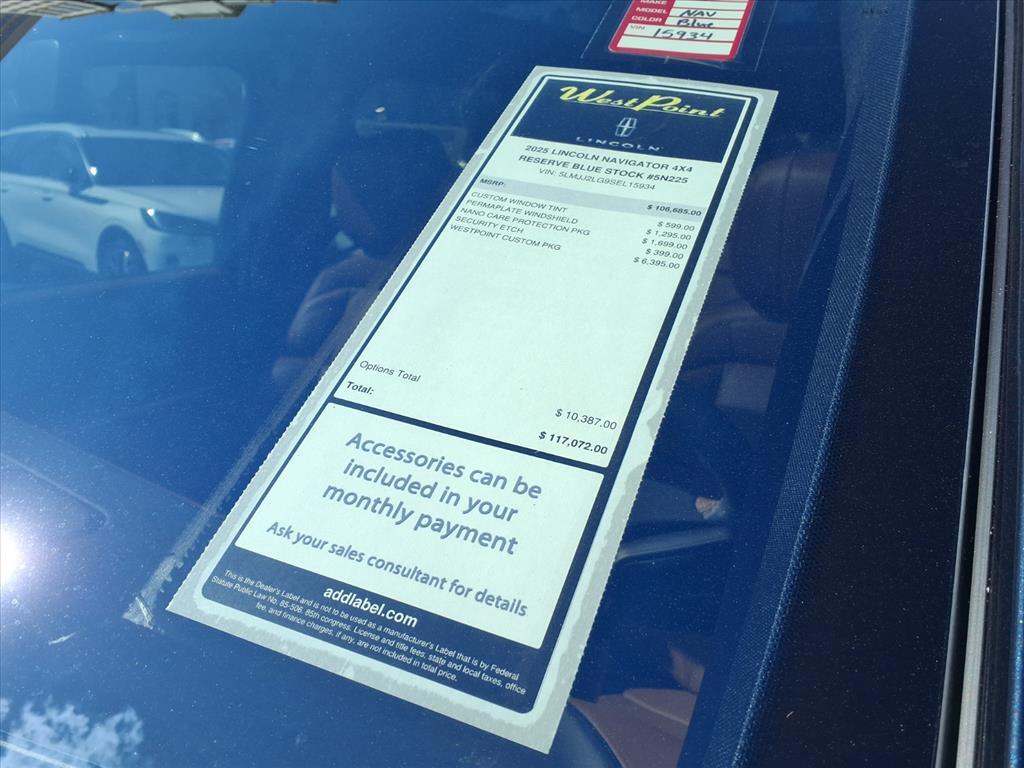 MAKE
MODEL NAV
COLOR Blue
VIN 15934
WestPoint
LINCOLN
2025 LINCOLN NAVIGATOR 4X4
RESERVE BLUE STOCK #5N225
VIN: 5LMJJ2LG9SEL15934
MSRP: $ 106,685.00
CUSTOM WINDOW TINT $ 599.00
PERMAPLATE WINDSHIELD $ 1,295.00
NANO CARE PROTECTION PKG $ 1,699.00
SECURITY ETCH $ 399.00
WESTPOINT CUSTOM PKG $ 6,395.00
Options Total $ 10,387.00
Total: $ 117,072.00
Accessories can be
included in your
monthly payment
Ask your sales consultant for details
addlabel.com
This is the Dealer's Label and is not to be used as a manufacturer's Label that is by Federal
Statute Public Law No. 85-506, 85th congress. License and title fees, state and local taxes, office
fee, and finance charges, if any, are not included in total price.